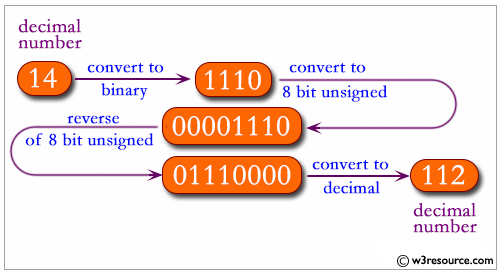 decimal
number
14
convert to
binary
1110
convert to
8 bit unsigned
reverse
of 8 bit unsigned
00001110
01110000
convert to
decimal
112
decimal
number
© w3resource.com